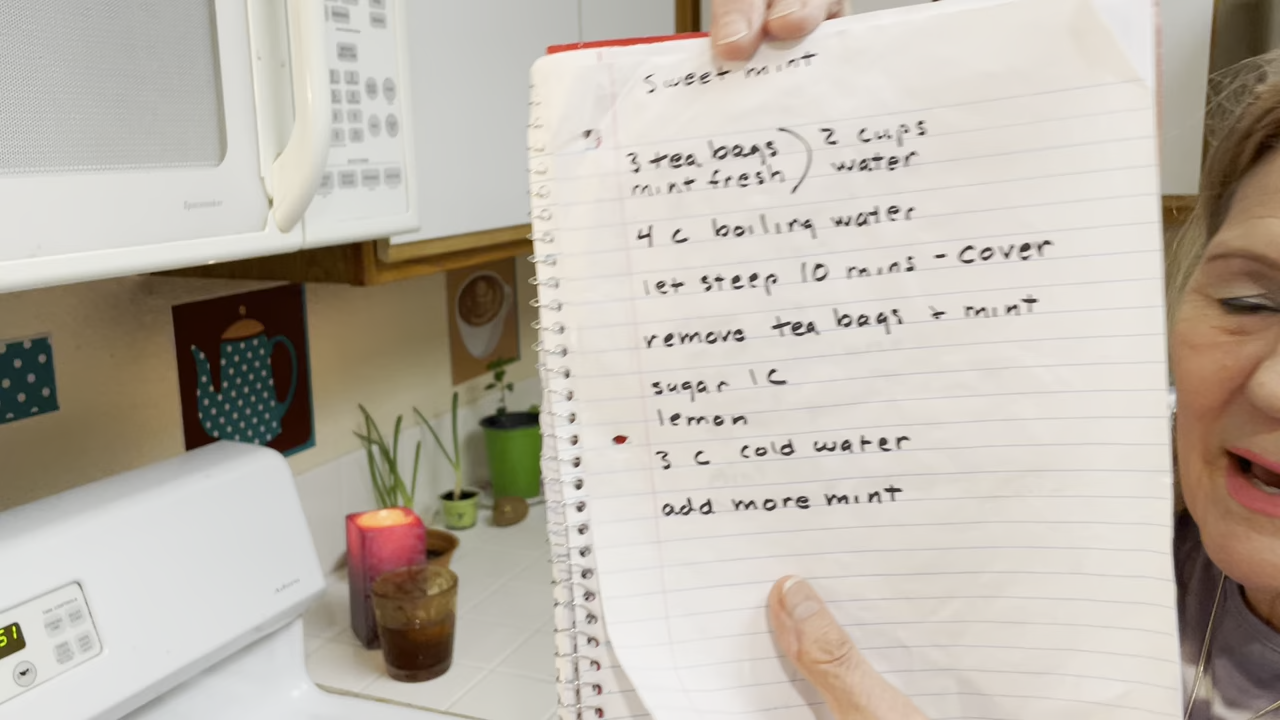 Sweet mint
3 tea bags ) 2 cups
mint fresh water
4 c boiling water
let steep 10 mins - cover
remove tea bags + mint
sugar 1 C
lemon
3 c cold water
add more mint
51